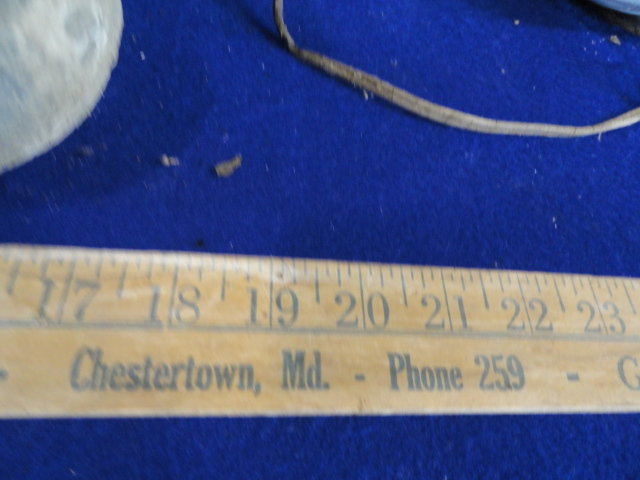 17 18 19 20 21 22 23
- Chestertown, Md. - Phone 259 - G